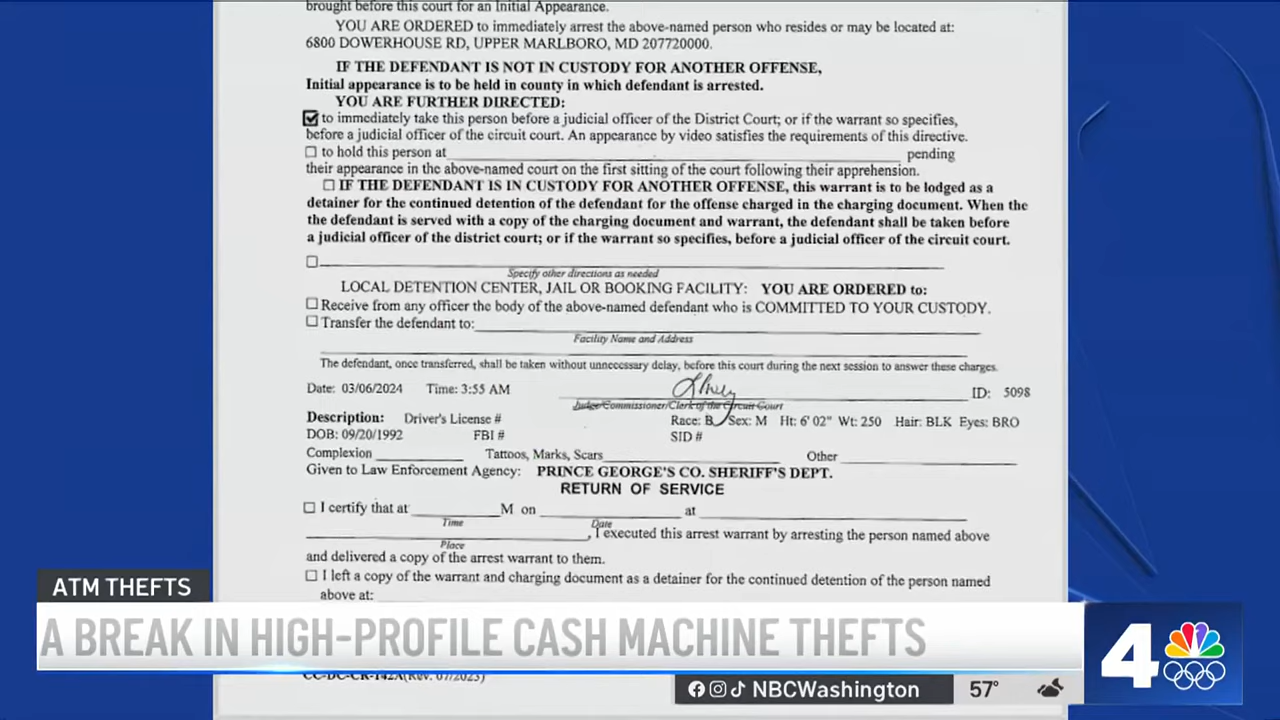 brought before this court for an Initial Appearance.
YOU ARE ORDERED to immediately arrest the above-named person who resides or may be located at:
6800 DOWERHOUSE RD, UPPER MARLBORO, MD 207720000.
IF THE DEFENDANT IS NOT IN CUSTODY FOR ANOTHER OFFENSE,
Initial appearance is to be held in county in which defendant is arrested.
YOU ARE FURTHER DIRECTED:
to immediately take this person before a judicial officer of the District Court; or if the warrant so specifies,
before a judicial officer of the circuit court. An appearance by video satisfies the requirements of this directive.
to hold this person at pending
their appearance in the above-named court on the first sitting of the court following their apprehension.
IF THE DEFENDANT IS IN CUSTODY FOR ANOTHER OFFENSE, this warrant is to be lodged as a
detainer for the continued detention of the defendant for the offense charged in the charging document. When the
the defendant is served with a copy of the charging document and warrant, the defendant shall be taken before
a judicial officer of the district court; or if the warrant so specifies, before a judicial officer of the circuit court.
Specify other directions as needed
LOCAL DETENTION CENTER, JAIL OR BOOKING FACILITY: YOU ARE ORDERED to:
Receive from any officer the body of the above-named defendant who is COMMITTED TO YOUR CUSTODY.
Transfer the defendant to:
Facility Name and Address
The defendant, once transferred, shall be taken without unnecessary delay, before this court during the next session to answer these charges.
Date: 03/06/2024 Time: 3:55 AM ID: 5098
Judge/Commissioner/Clerk of the Circuit Court
Description: Driver's License # Race: B Sex: M Ht: 6' 02" Wt: 250 Hair: BLK Eyes: BRO
DOB: 09/20/1992 FBI # SID #
Complexion Tattoos, Marks, Scars Other
Given to Law Enforcement Agency: PRINCE GEORGE'S CO. SHERIFF'S DEPT.
RETURN OF SERVICE
I certify that at M on at
Time Date
, I executed this arrest warrant by arresting the person named above
Place
and delivered a copy of the arrest warrant to them.
I left a copy of the warrant and charging document as a detainer for the continued detention of the person named
above at:
ATM THEFTS
A BREAK IN HIGH-PROFILE CASH MACHINE THEFTS
4
CC-DC-CR-142A(Rev. 07/2023)
NBCWashington 57°